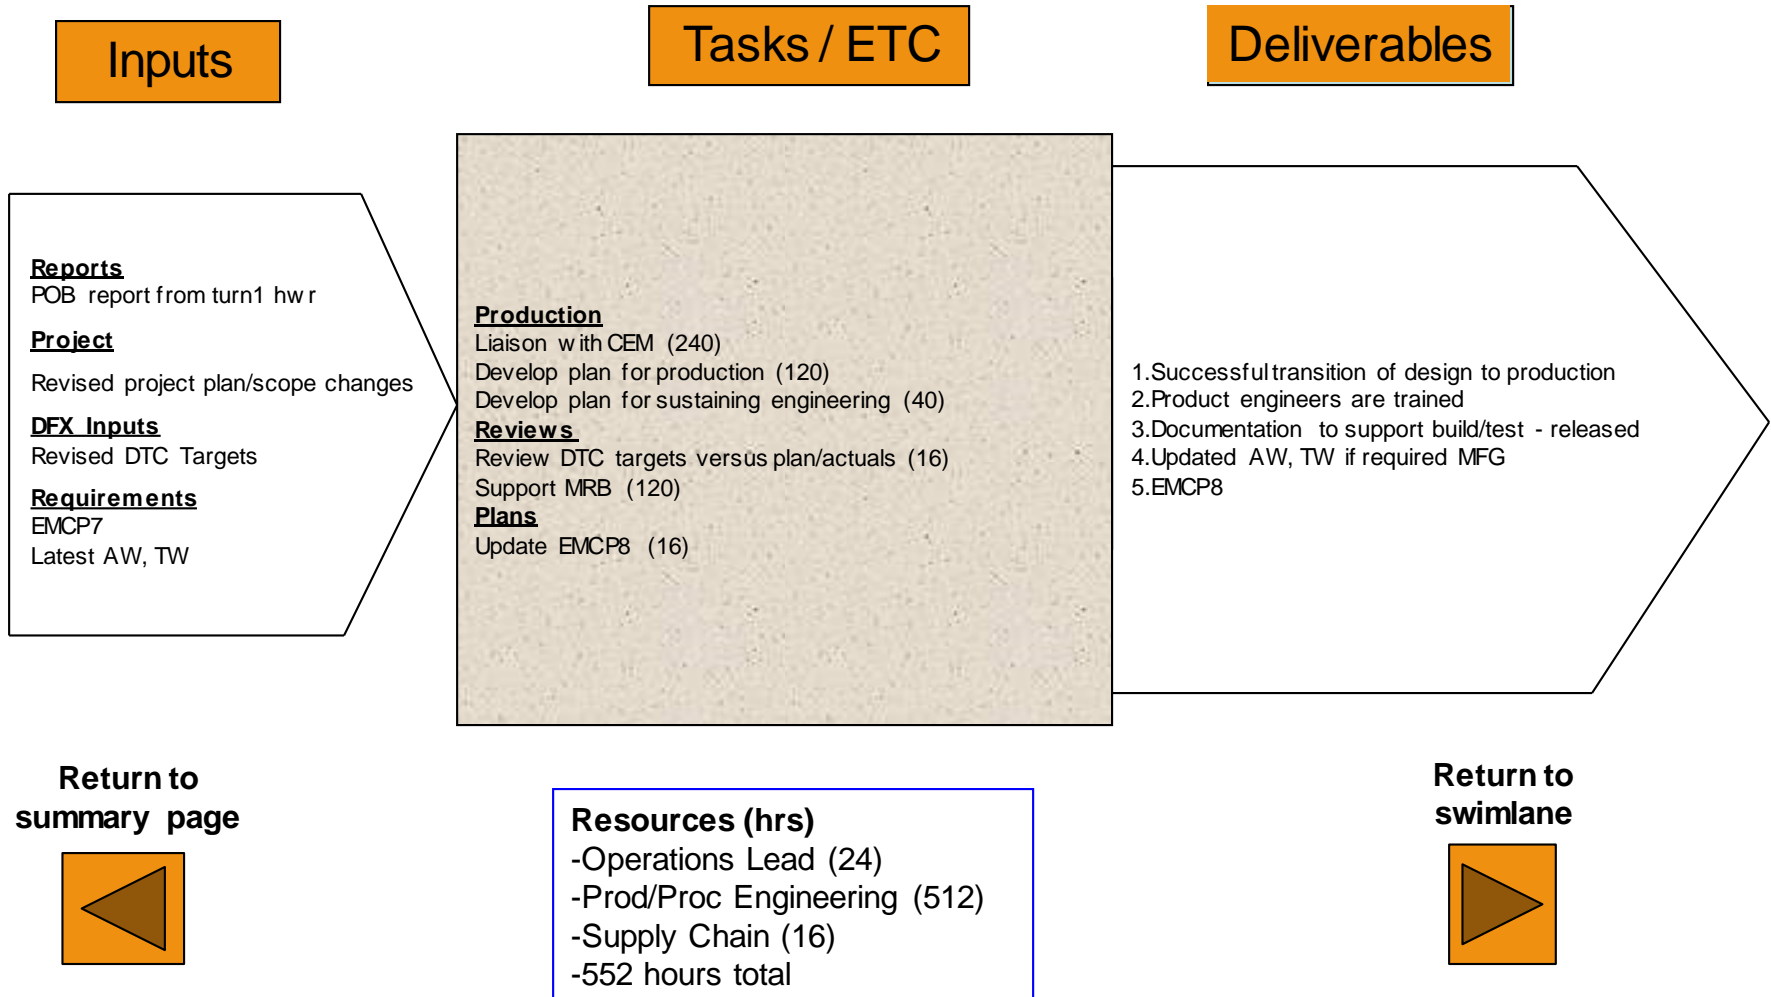 Inputs
Tasks / ETC
Deliverables
Reports
POB report from turn1 hwr
Project
Revised project plan/scope changes
DFX Inputs
Revised DTC Targets
Requirements
EMCP7
Latest AW, TW
Production
Liaison with CEM (240)
Develop plan for production (120)
Develop plan for sustaining engineering (40)
Reviews
Review DTC targets versus plan/actuals (16)
Support MRB (120)
Plans
Update EMCP8 (16)
1.Successful transition of design to production
2.Product engineers are trained
3.Documentation to support build/test - released
4.Updated AW, TW if required MFG
5.EMCP8
Return to
summary page
Resources (hrs)
-Operations Lead (24)
-Prod/Proc Engineering (512)
-Supply Chain (16)
-552 hours total
Return to
swimlane